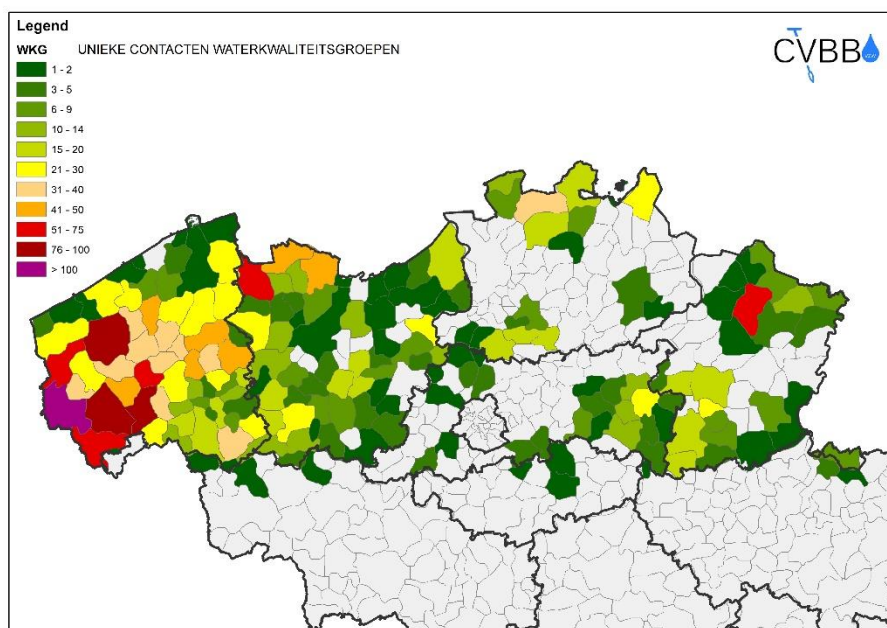 Legend
WKG UNIEKE CONTACTEN WATERKWALITEITSGROEPEN
1 - 2
3 - 5
6 - 9
10 - 14
15 - 20
21 - 30
31 - 40
41 - 50
51 - 75
76 - 100
> 100
CVBB